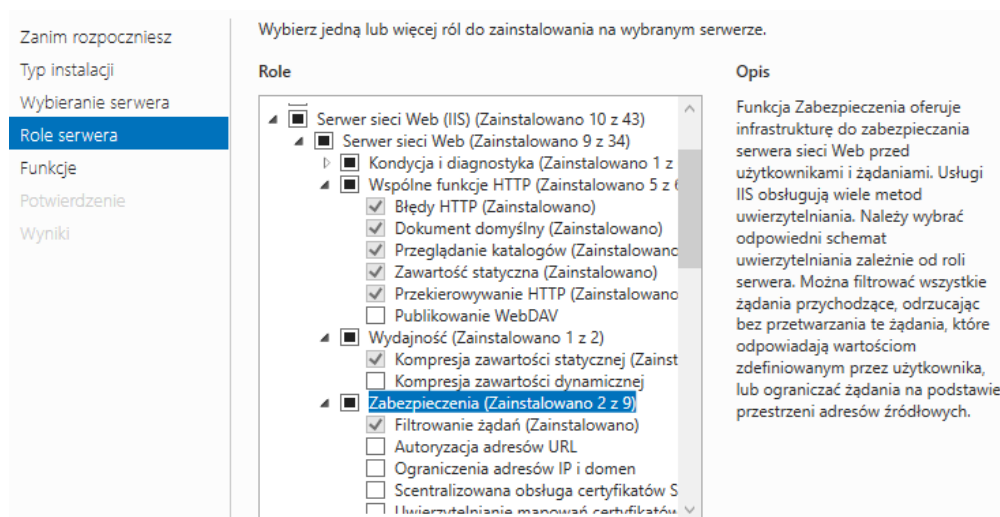 Zanim rozpoczniesz
Typ instalacji
Wybieranie serwera
Role serwera
Funkcje
Potwierdzenie
Wyniki
Wybierz jedną lub więcej ról do zainstalowania na wybranym serwerze.
Role
Serwer sieci Web (IIS) (Zainstalowano 10 z 43)
Serwer sieci Web (Zainstalowano 9 z 34)
Kondycja i diagnostyka (Zainstalowano 1 z
Wspólne funkcje HTTP (Zainstalowano 5 z 6
Błędy HTTP (Zainstalowano)
Dokument domyślny (Zainstalowano)
Przeglądanie katalogów (Zainstalowano
Zawartość statyczna (Zainstalowano)
Przekierowywanie HTTP (Zainstalowano
Publikowanie WebDAV
Wydajność (Zainstalowano 1 z 2)
Kompresja zawartości statycznej (Zainst
Kompresja zawartości dynamicznej
Zabezpieczenia (Zainstalowano 2 z 9)
Filtrowanie żądań (Zainstalowano)
Autoryzacja adresów URL
Ograniczenia adresów IP i domen
Scentralizowana obsługa certyfikatów S
Uwierzytelnianie mapowań certyfikatów
Opis
Funkcja Zabezpieczenia oferuje
infrastrukturę do zabezpieczania
serwera sieci Web przed
użytkownikami i żądaniami. Usługi
IIS obsługują wiele metod
uwierzytelniania. Należy wybrać
odpowiedni schemat
uwierzytelniania zależnie od roli
serwera. Można filtrować wszystkie
żądania przychodzące, odrzucając
bez przetwarzania te żądania, które
odpowiadają wartościom
zdefiniowanym przez użytkownika,
lub ograniczać żądania na podstawie
przestrzeni adresów źródłowych.